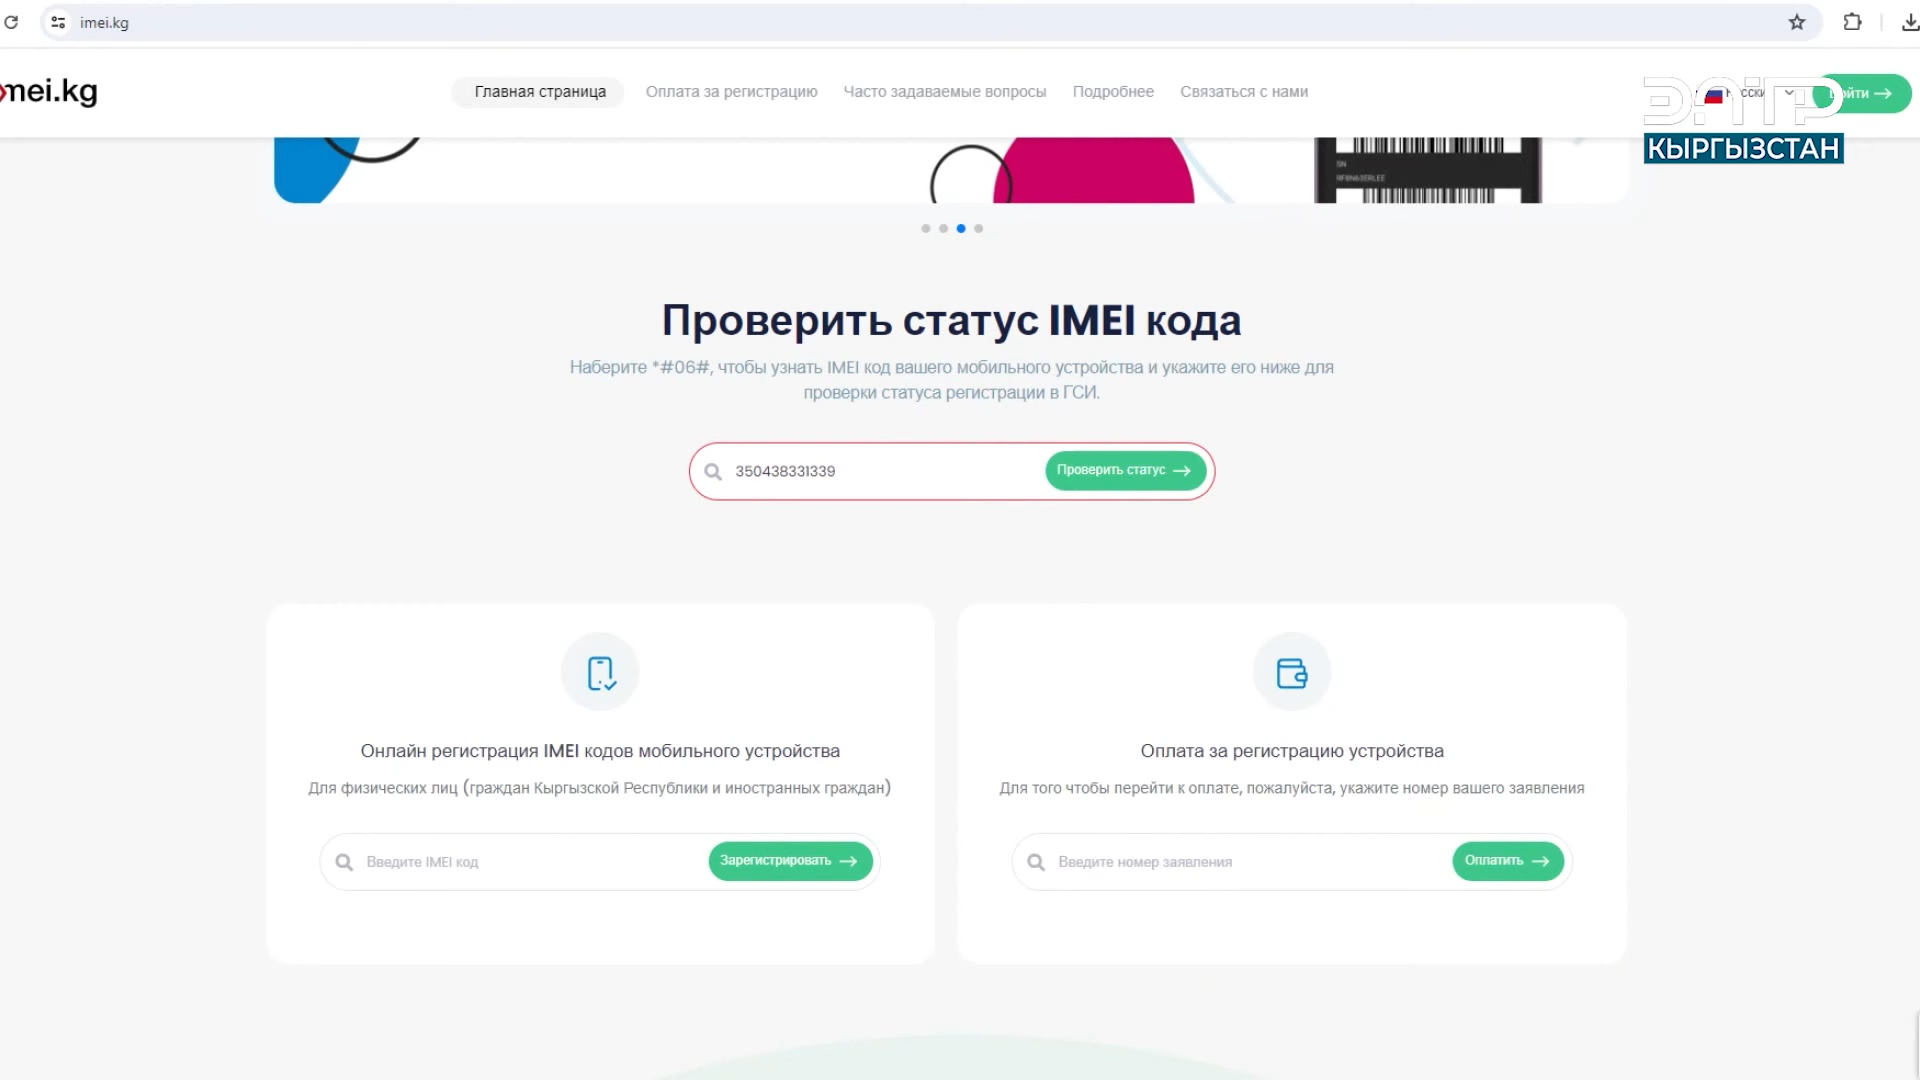 imei.kg
mei.kg
Главная страница
Оплата за регистрацию
Часто задаваемые вопросы
Подробнее
Связаться с нами
ЭЛТР
КЫРГЫЗСТАН
SN
Проверить статус IMEI кода
Наберите *#06#, чтобы узнать IMEI код вашего мобильного устройства и укажите его ниже для
проверки статуса регистрации в ГСИ.
350438331339
Проверить статус
Онлайн регистрация IMEI кодов мобильного устройства
Для физических лиц (граждан Кыргызской Республики и иностранных граждан)
Введите IMEI код
Зарегистрировать
Оплата за регистрацию устройства
Для того чтобы перейти к оплате, пожалуйста, укажите номер вашего заявления
Введите номер заявления
Оплатить